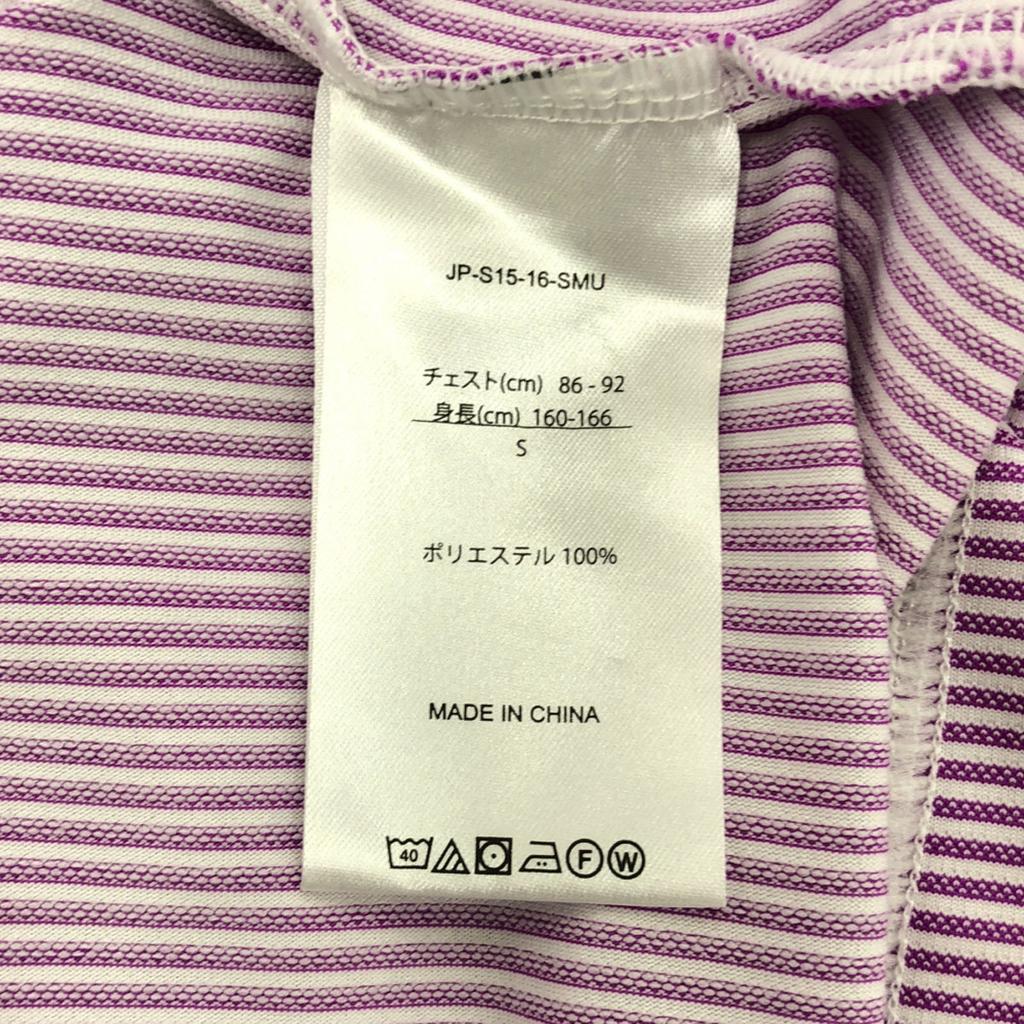 JP-S15-16-SMU
チェスト(cm) 86 - 92
身長(cm) 160-166
S
ポリエステル 100%
MADE IN CHINA
40 F W